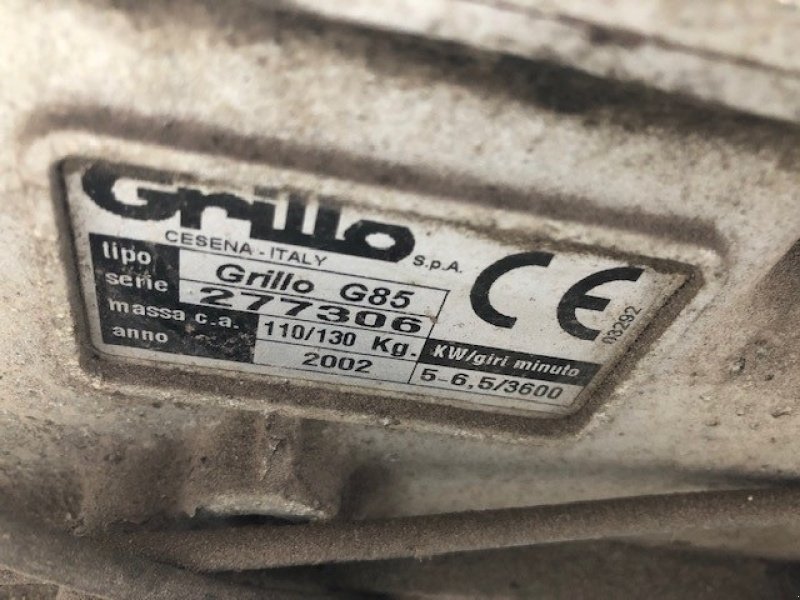 Grillo S.p.A.
CESENA - ITALY
tipo Grillo G85
serie 277306
massa c.a. 110/130 Kg.
anno 2002
KW/giri minuto
5-6,5/3600
CE
03292